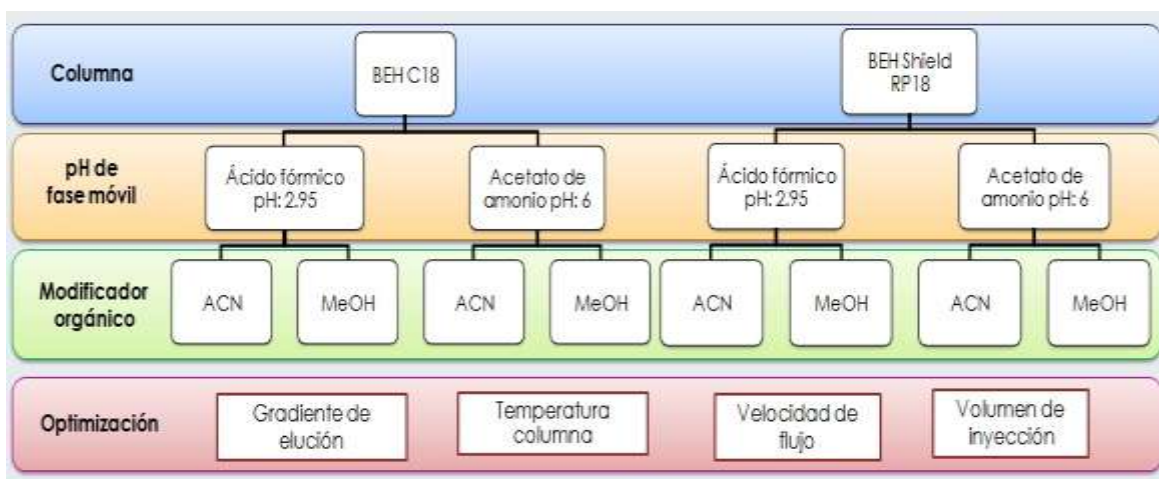 Columna
BEH C18
BEH Shield
RP18
pH de
fase móvil
Ácido fórmico
pH: 2.95
Acetato de
amonio pH: 6
Ácido fórmico
pH: 2.95
Acetato de
amonio pH: 6
Modificador
orgánico
ACN
MeOH
ACN
MeOH
ACN
MeOH
ACN
MeOH
Optimización
Gradiente de
elución
Temperatura
columna
Velocidad de
flujo
Volumen de
inyección